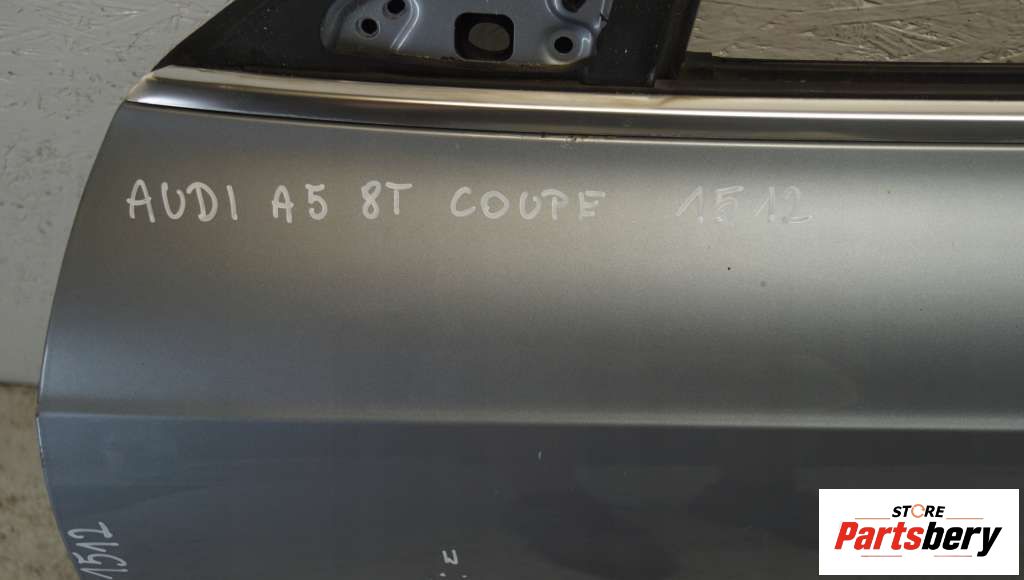 AUDI A5 8T COUPE 1512
1512
STORE
Partsbery